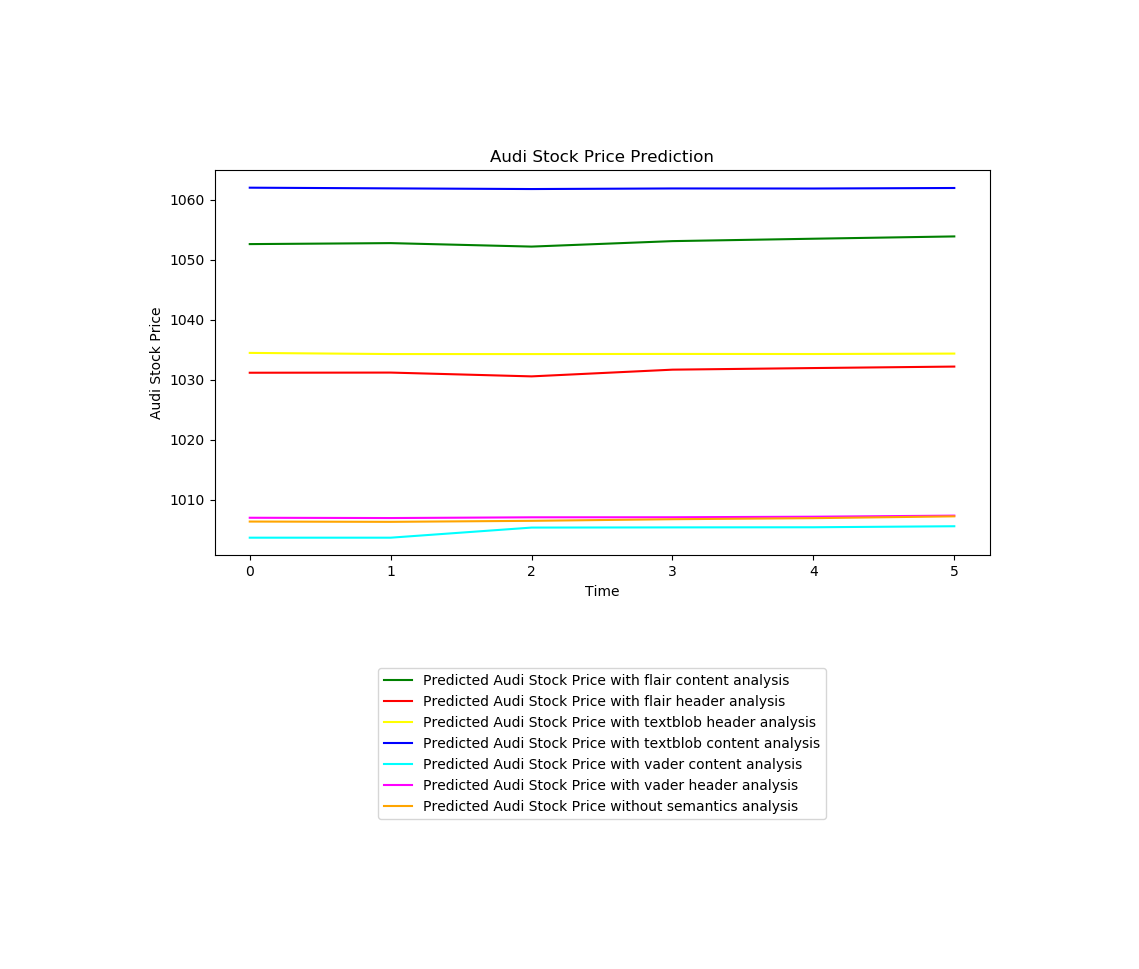 Audi Stock Price Prediction
1060
1050
1040
1030
1020
1010
Audi Stock Price
0 1 2 3 4 5
Time
Predicted Audi Stock Price with flair content analysis
Predicted Audi Stock Price with flair header analysis
Predicted Audi Stock Price with textblob header analysis
Predicted Audi Stock Price with textblob content analysis
Predicted Audi Stock Price with vader content analysis
Predicted Audi Stock Price with vader header analysis
Predicted Audi Stock Price without semantics analysis